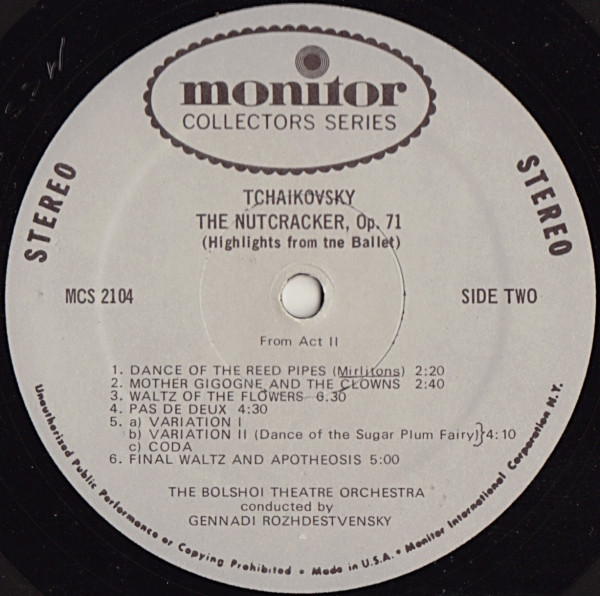 monitor
COLLECTORS SERIES
TCHAIKOVSKY
THE NUTCRACKER, Op. 71
(Highlights from tne Ballet)
STEREO
STEREO
MCS 2104
SIDE TWO
From Act II
1. DANCE OF THE REED PIPES (Mirlitons) 2:20
2. MOTHER GIGOGNE AND THE CLOWNS 2:40
3. WALTZ OF THE FLOWERS 6.30
4. PAS DE DEUX 4:30
5. a) VARIATION I
b) VARIATION II (Dance of the Sugar Plum Fairy)}4:10
c) CODA
6. FINAL WALTZ AND APOTHEOSIS 5:00
THE BOLSHOI THEATRE ORCHESTRA
conducted by
GENNADI ROZHDESTVENSKY
Unauthorized Public Performance or Copying Prohibited • Made in U.S.A. • Monitor International Corporation N.Y.